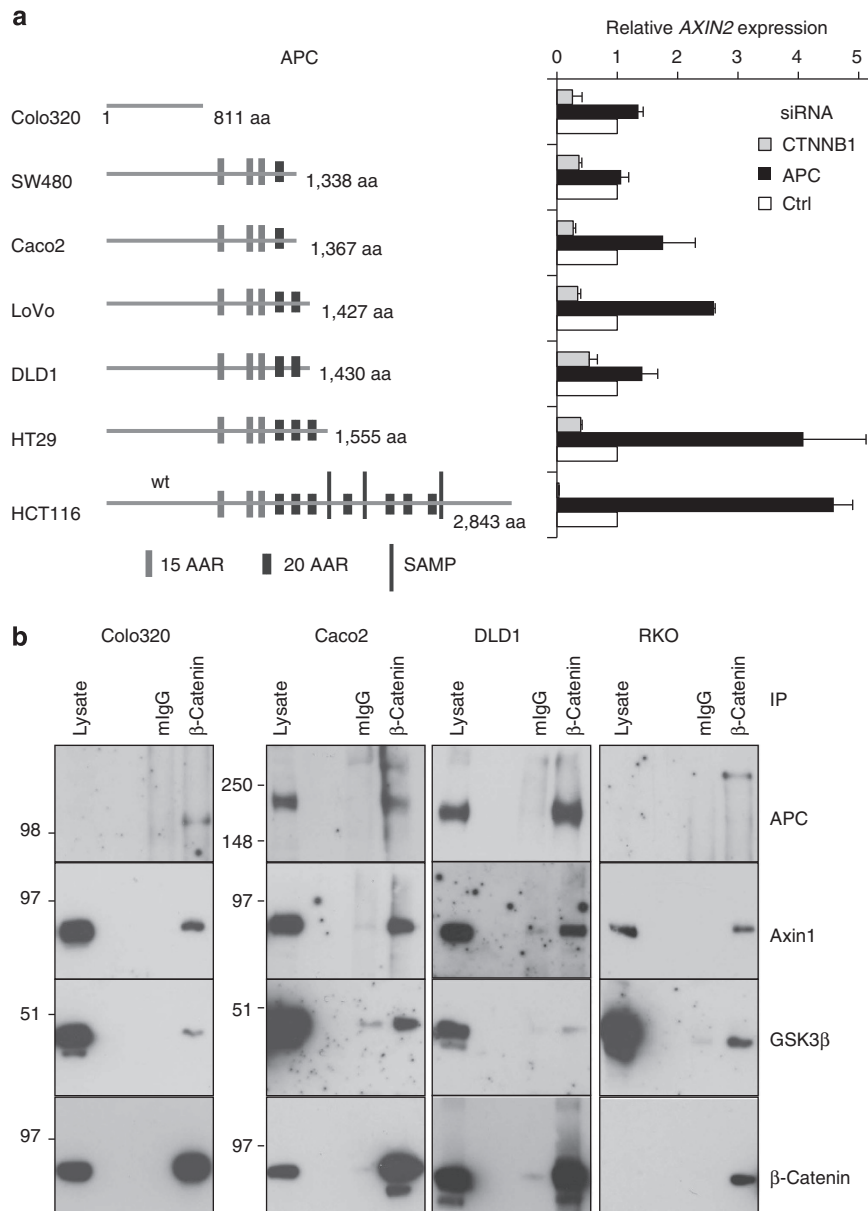 a
Relative AXIN2 expression
APC
0 1 2 3 4 5
Colo320
1
811 aa
siRNA
CTNNB1
APC
Ctrl
SW480
1,338 aa
Caco2
1,367 aa
LoVo
1,427 aa
DLD1
1,430 aa
HT29
1,555 aa
wt
HCT116
2,843 aa
15 AAR
20 AAR
SAMP
b
Colo320
Caco2
DLD1
RKO
Lysate
mIgG
β-Catenin
Lysate
mIgG
β-Catenin
Lysate
mIgG
β-Catenin
Lysate
mIgG
β-Catenin
IP
98
250
148
APC
97
97
Axin1
51
51
GSK3β
97
97
β-Catenin